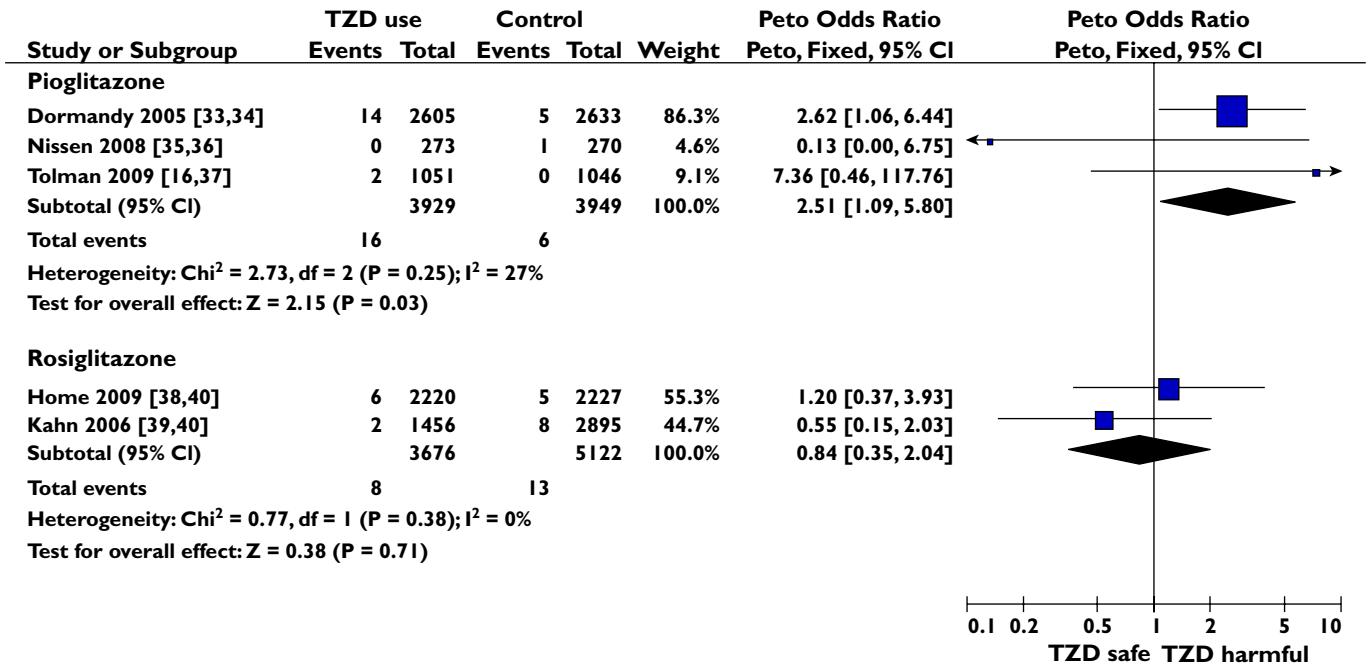 TZD use Control Peto Odds Ratio Peto Odds Ratio
Study or Subgroup Events Total Events Total Weight Peto, Fixed, 95% CI Peto, Fixed, 95% CI
Pioglitazone
Dormandy 2005 [33,34] 14 2605 5 2633 86.3% 2.62 [1.06, 6.44]
Nissen 2008 [35,36] 0 273 1 270 4.6% 0.13 [0.00, 6.75]
Tolman 2009 [16,37] 2 1051 0 1046 9.1% 7.36 [0.46, 117.76]
Subtotal (95% CI) 3929 3949 100.0% 2.51 [1.09, 5.80]
Total events 16 6
Heterogeneity: Chi² = 2.73, df = 2 (P = 0.25); I² = 27%
Test for overall effect: Z = 2.15 (P = 0.03)
Rosiglitazone
Home 2009 [38,40] 6 2220 5 2227 55.3% 1.20 [0.37, 3.93]
Kahn 2006 [39,40] 2 1456 8 2895 44.7% 0.55 [0.15, 2.03]
Subtotal (95% CI) 3676 5122 100.0% 0.84 [0.35, 2.04]
Total events 8 13
Heterogeneity: Chi² = 0.77, df = 1 (P = 0.38); I² = 0%
Test for overall effect: Z = 0.38 (P = 0.71)
0.1 0.2 0.5 1 2 5 10
TZD safe TZD harmful